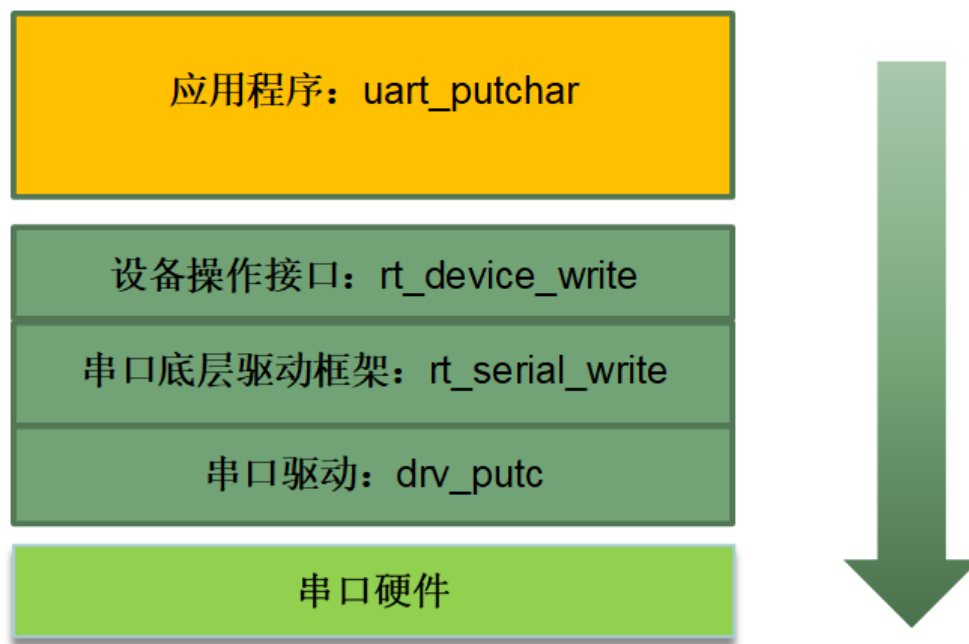 应用程序：uart_putchar
设备操作接口：rt_device_write
串口底层驱动框架：rt_serial_write
串口驱动：drv_putc
串口硬件